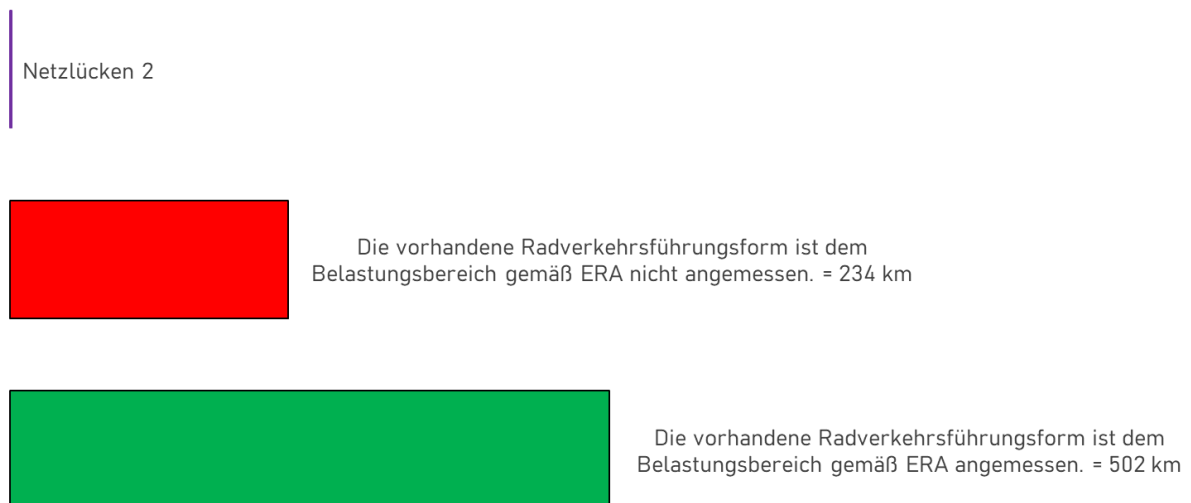 Netzlücken 2
Die vorhandene Radverkehrsführungsform ist dem
Belastungsbereich gemäß ERA nicht angemessen. = 234 km
Die vorhandene Radverkehrsführungsform ist dem
Belastungsbereich gemäß ERA angemessen. = 502 km